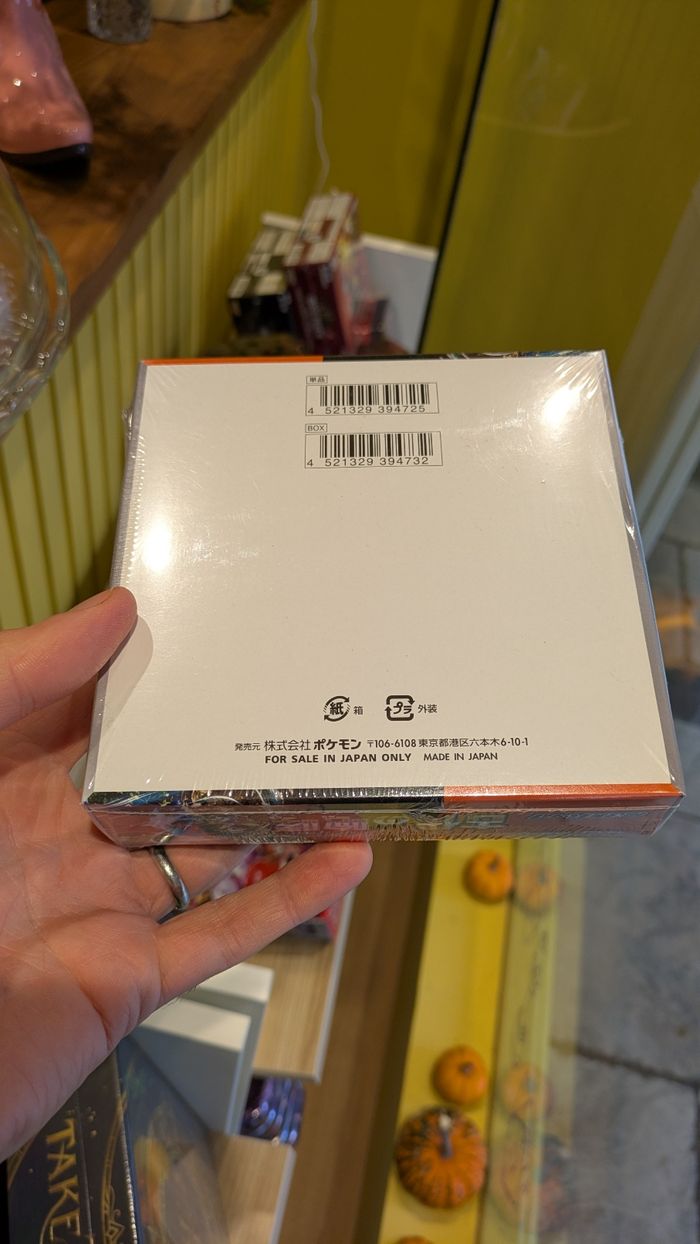 単品
4 521329 394725
BOX
4 521329 394732
紙 箱 プラ 外装
発売元 株式会社ポケモン 〒106-6108 東京都港区六本木6-10-1
FOR SALE IN JAPAN ONLY MADE IN JAPAN
TAKE